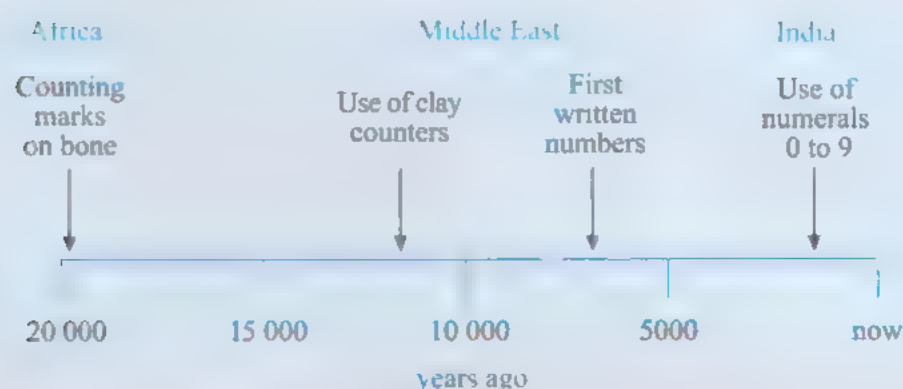 Africa
Middle East
India
Counting
marks
on bone
Use of clay
counters
First
written
numbers
Use of
numerals
0 to 9
20 000
15 000
10 000
5000
now
years ago